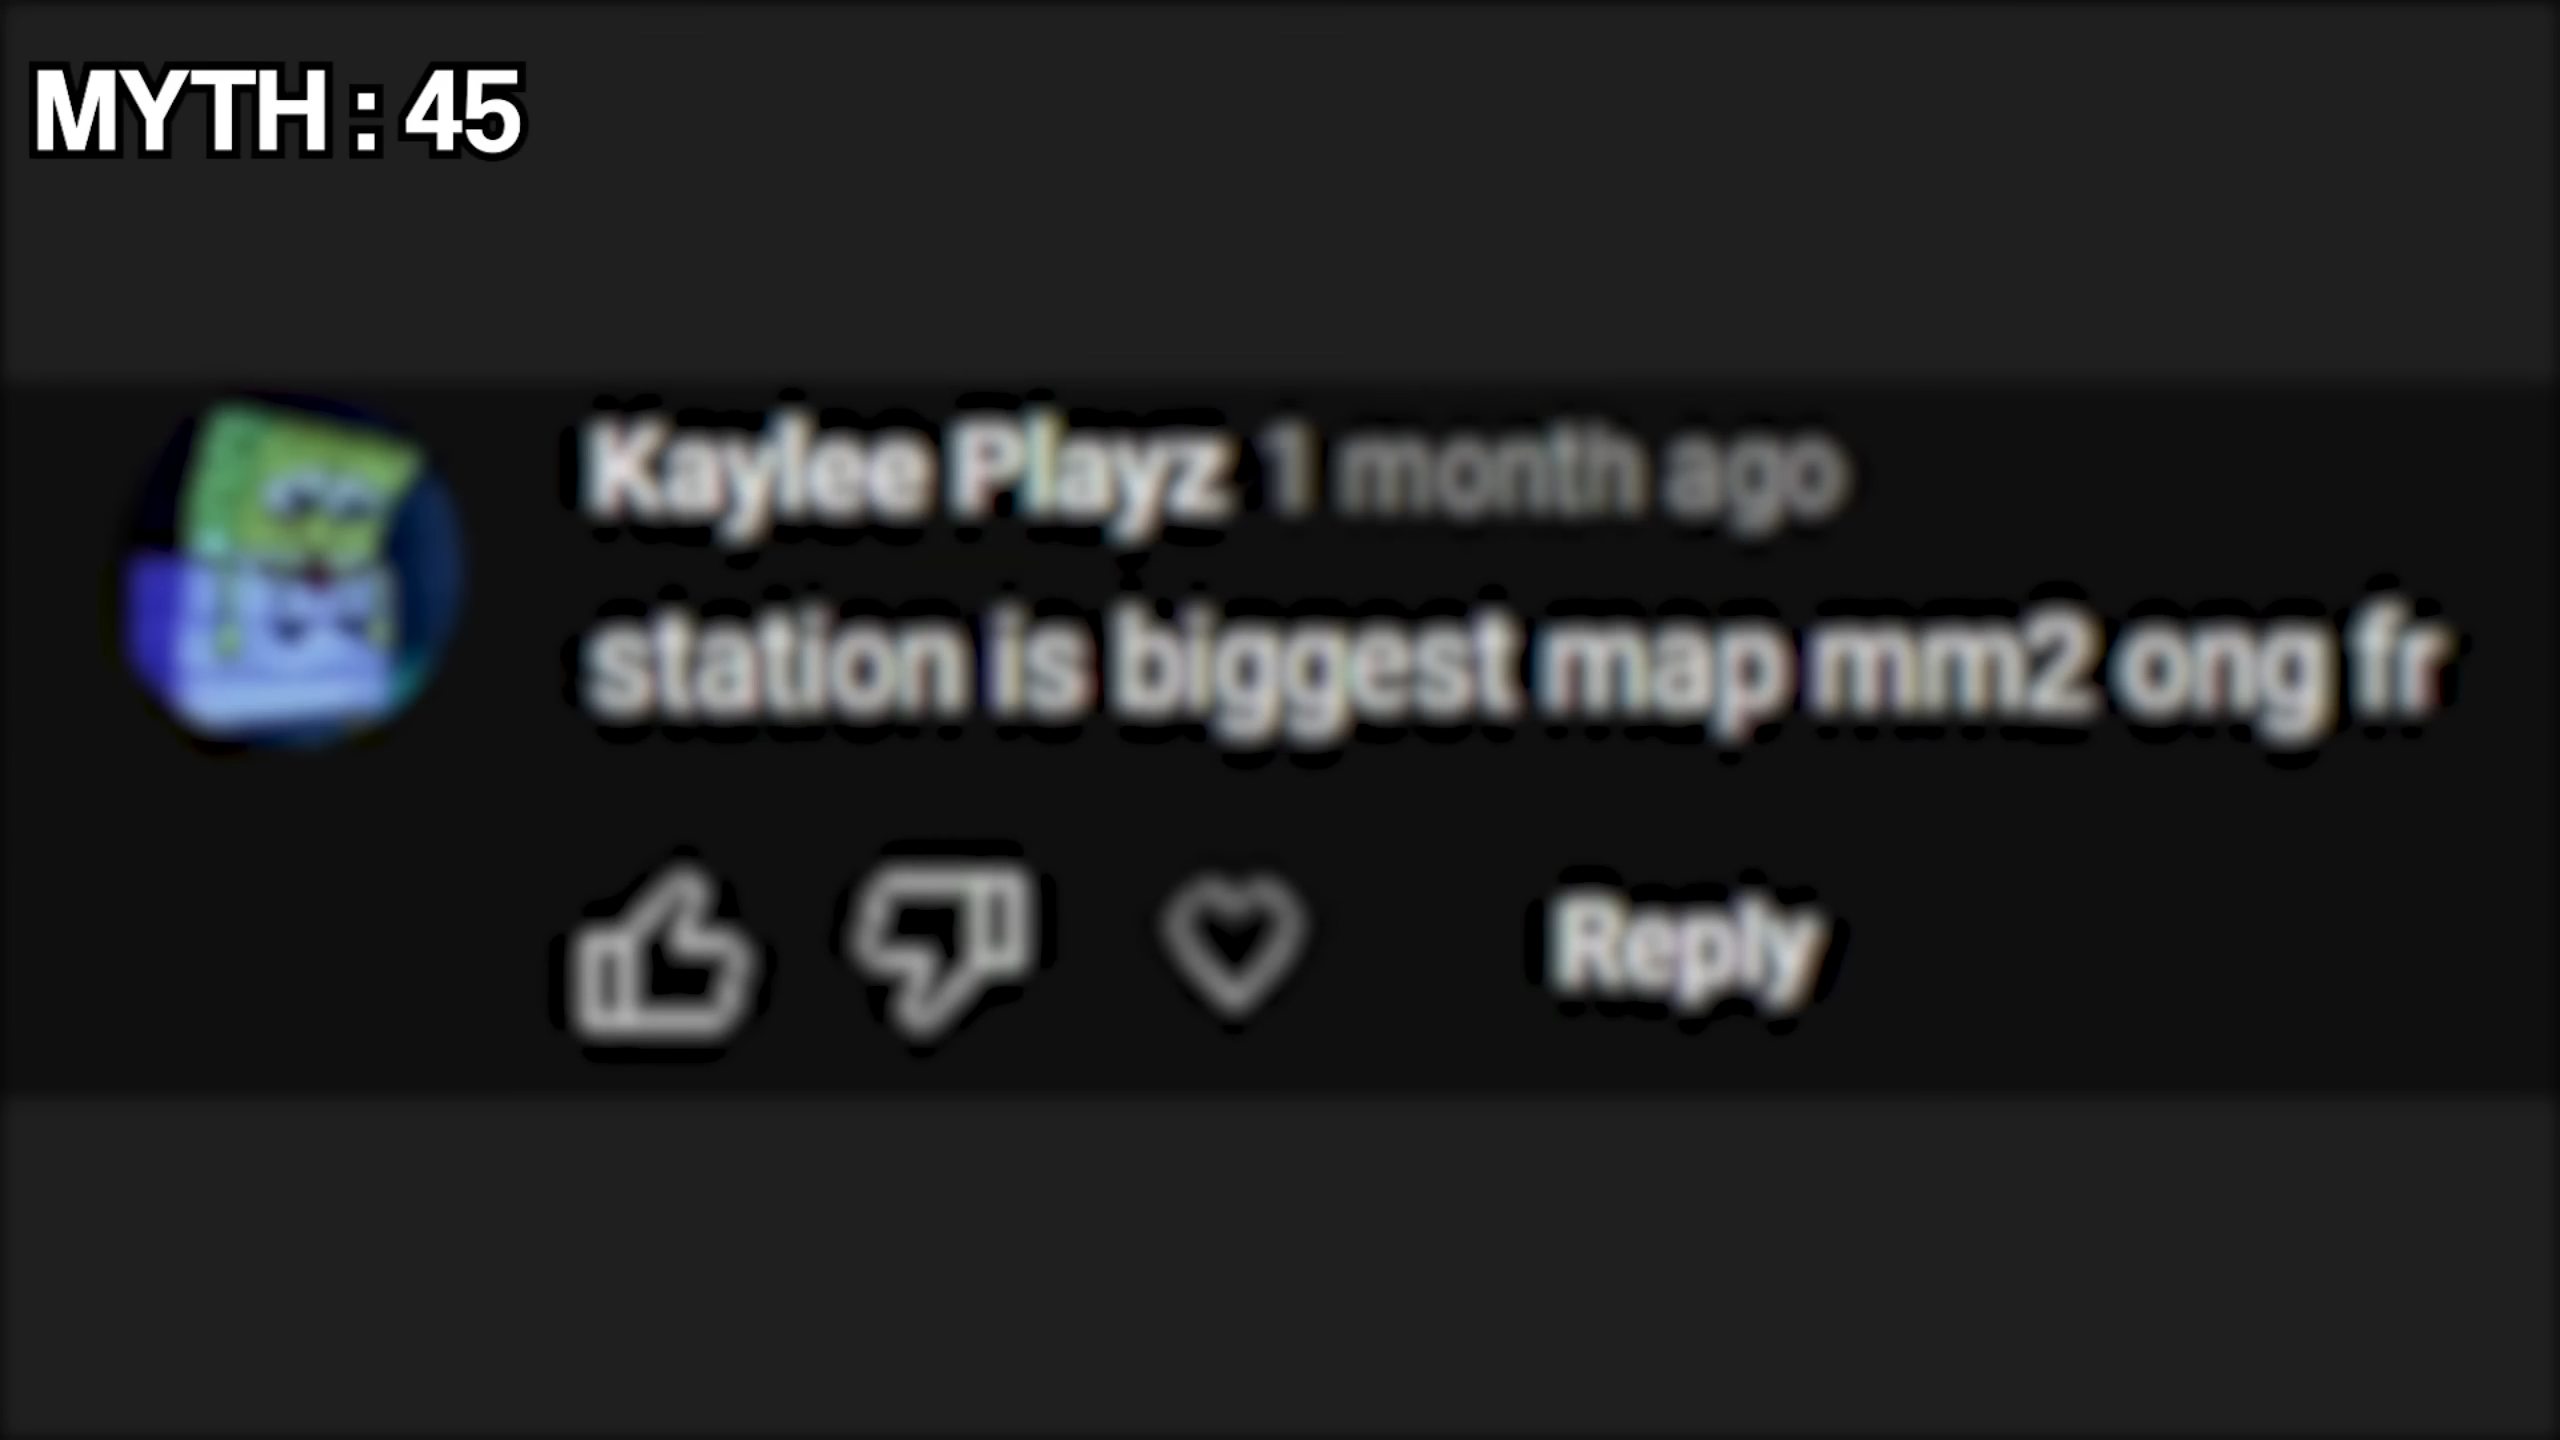 MYTH : 45
Kaylee Playz 1 month ago
station is biggest map mm2 ong fr
Reply